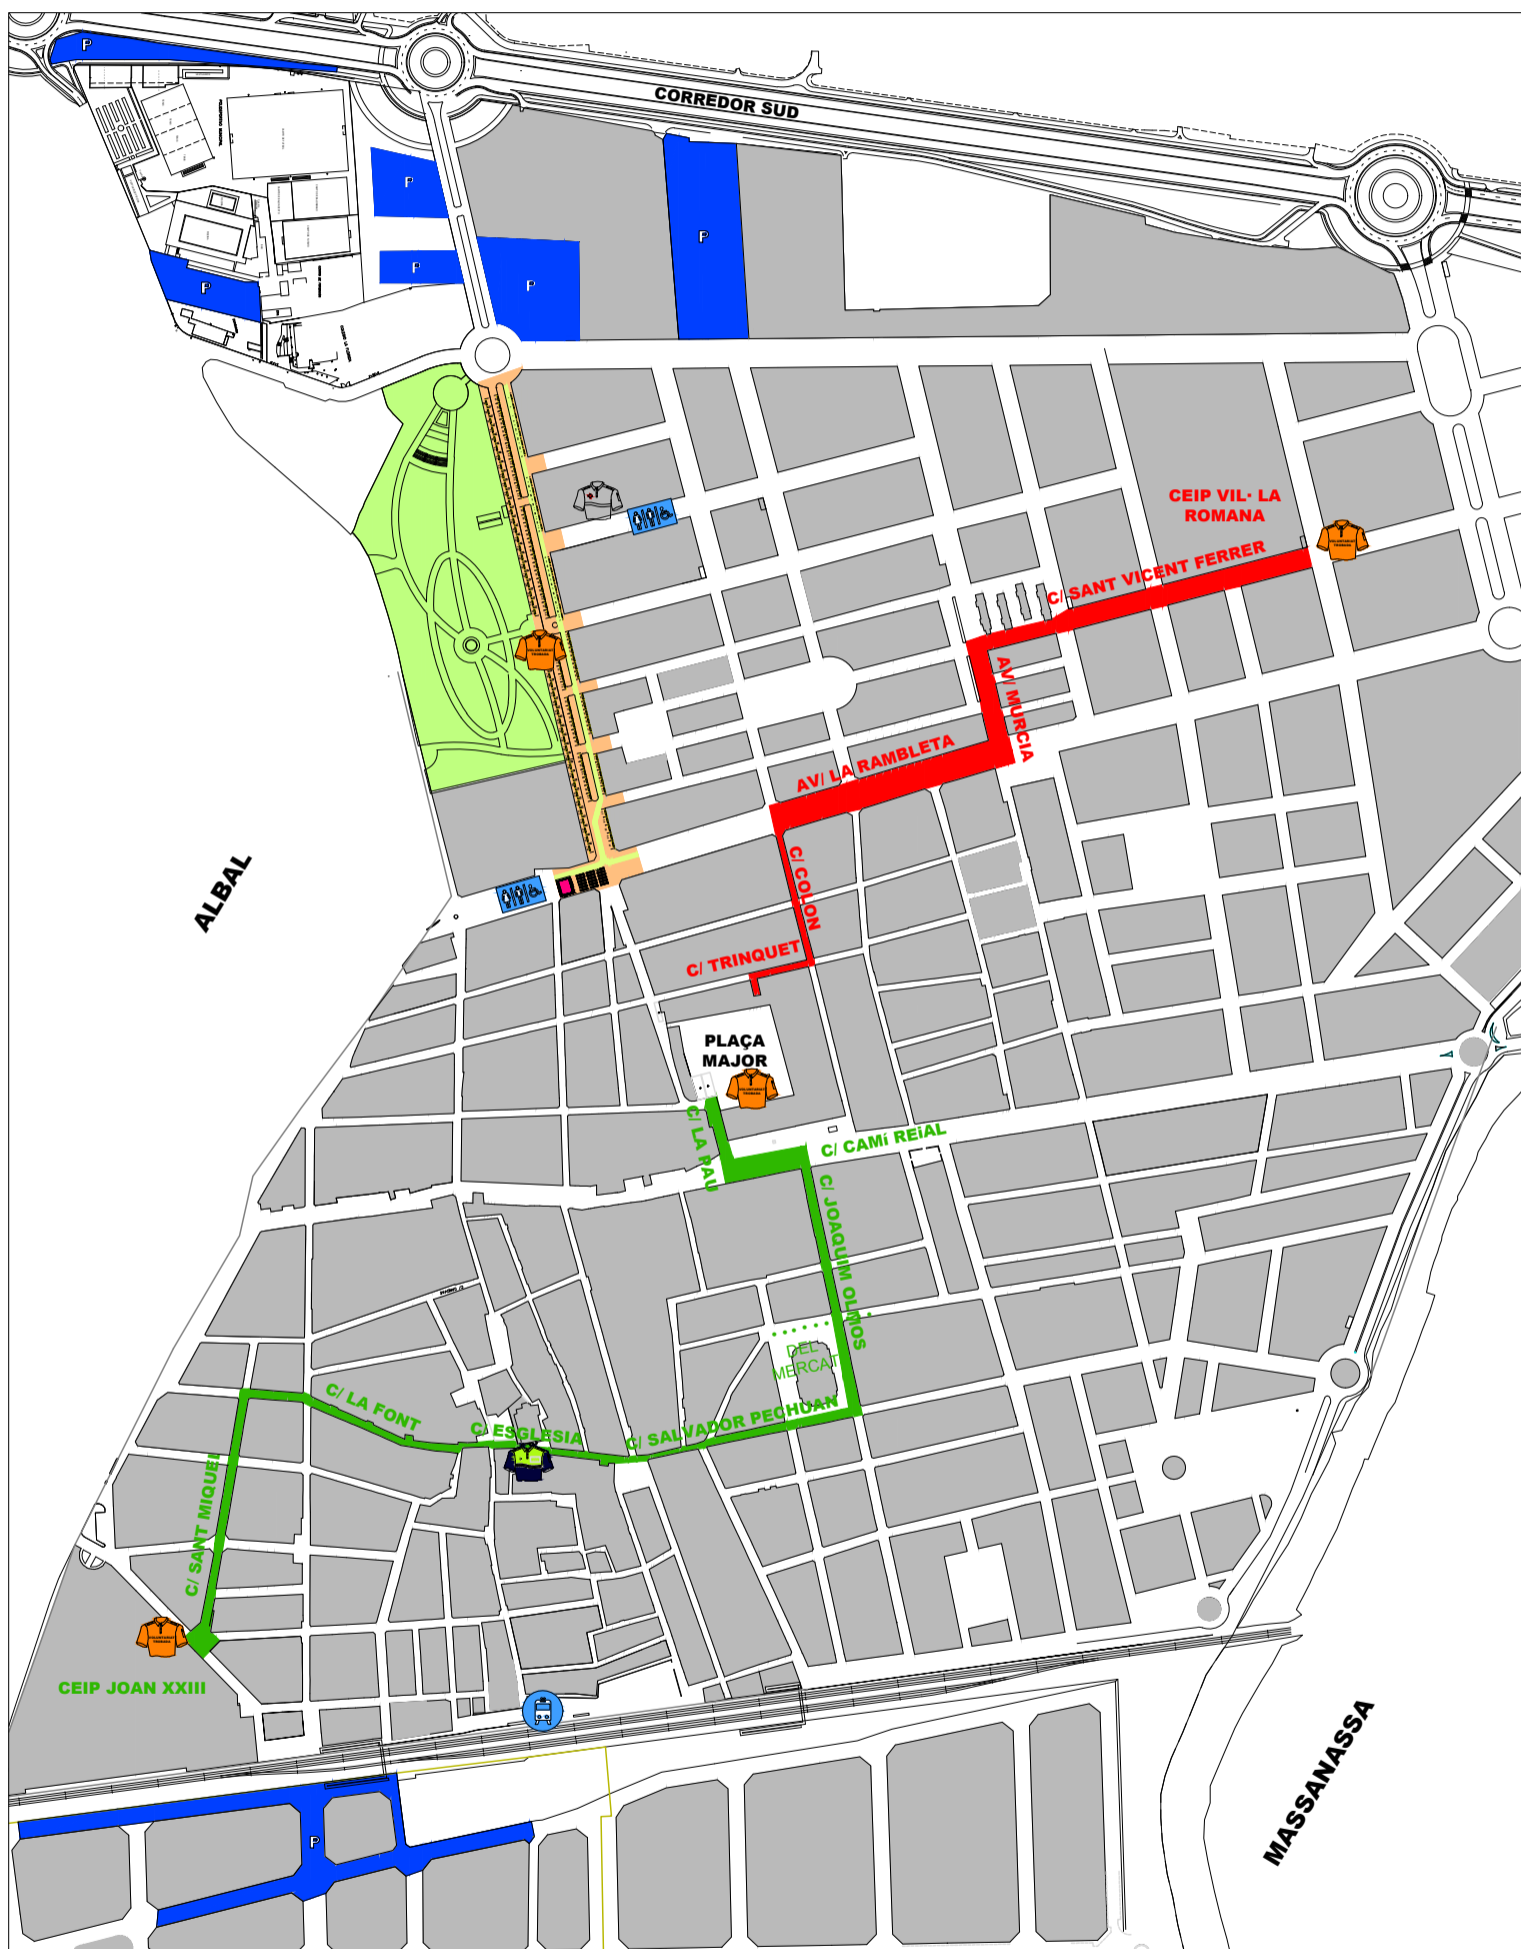 P
CORREDOR SUD
P
P
P
P
P
CEIP VIL· LA
ROMANA
C/ SANT VICENT FERRER
AV/ MURCIA
AV/ LA RAMBLETA
C/ COLON
C/ TRINQUET
ALBAL
PLAÇA
MAJOR
C/ LA PAU
C/ CAMí REiAL
C/ JOAQUIM OLMOS
DEL
MERCAT
C/ SALVADOR PECHUAN
C/ ESGLESIA
C/ LA FONT
C/ SANT MIQUEL
CEIP JOAN XXIII
MASSANASSA
P